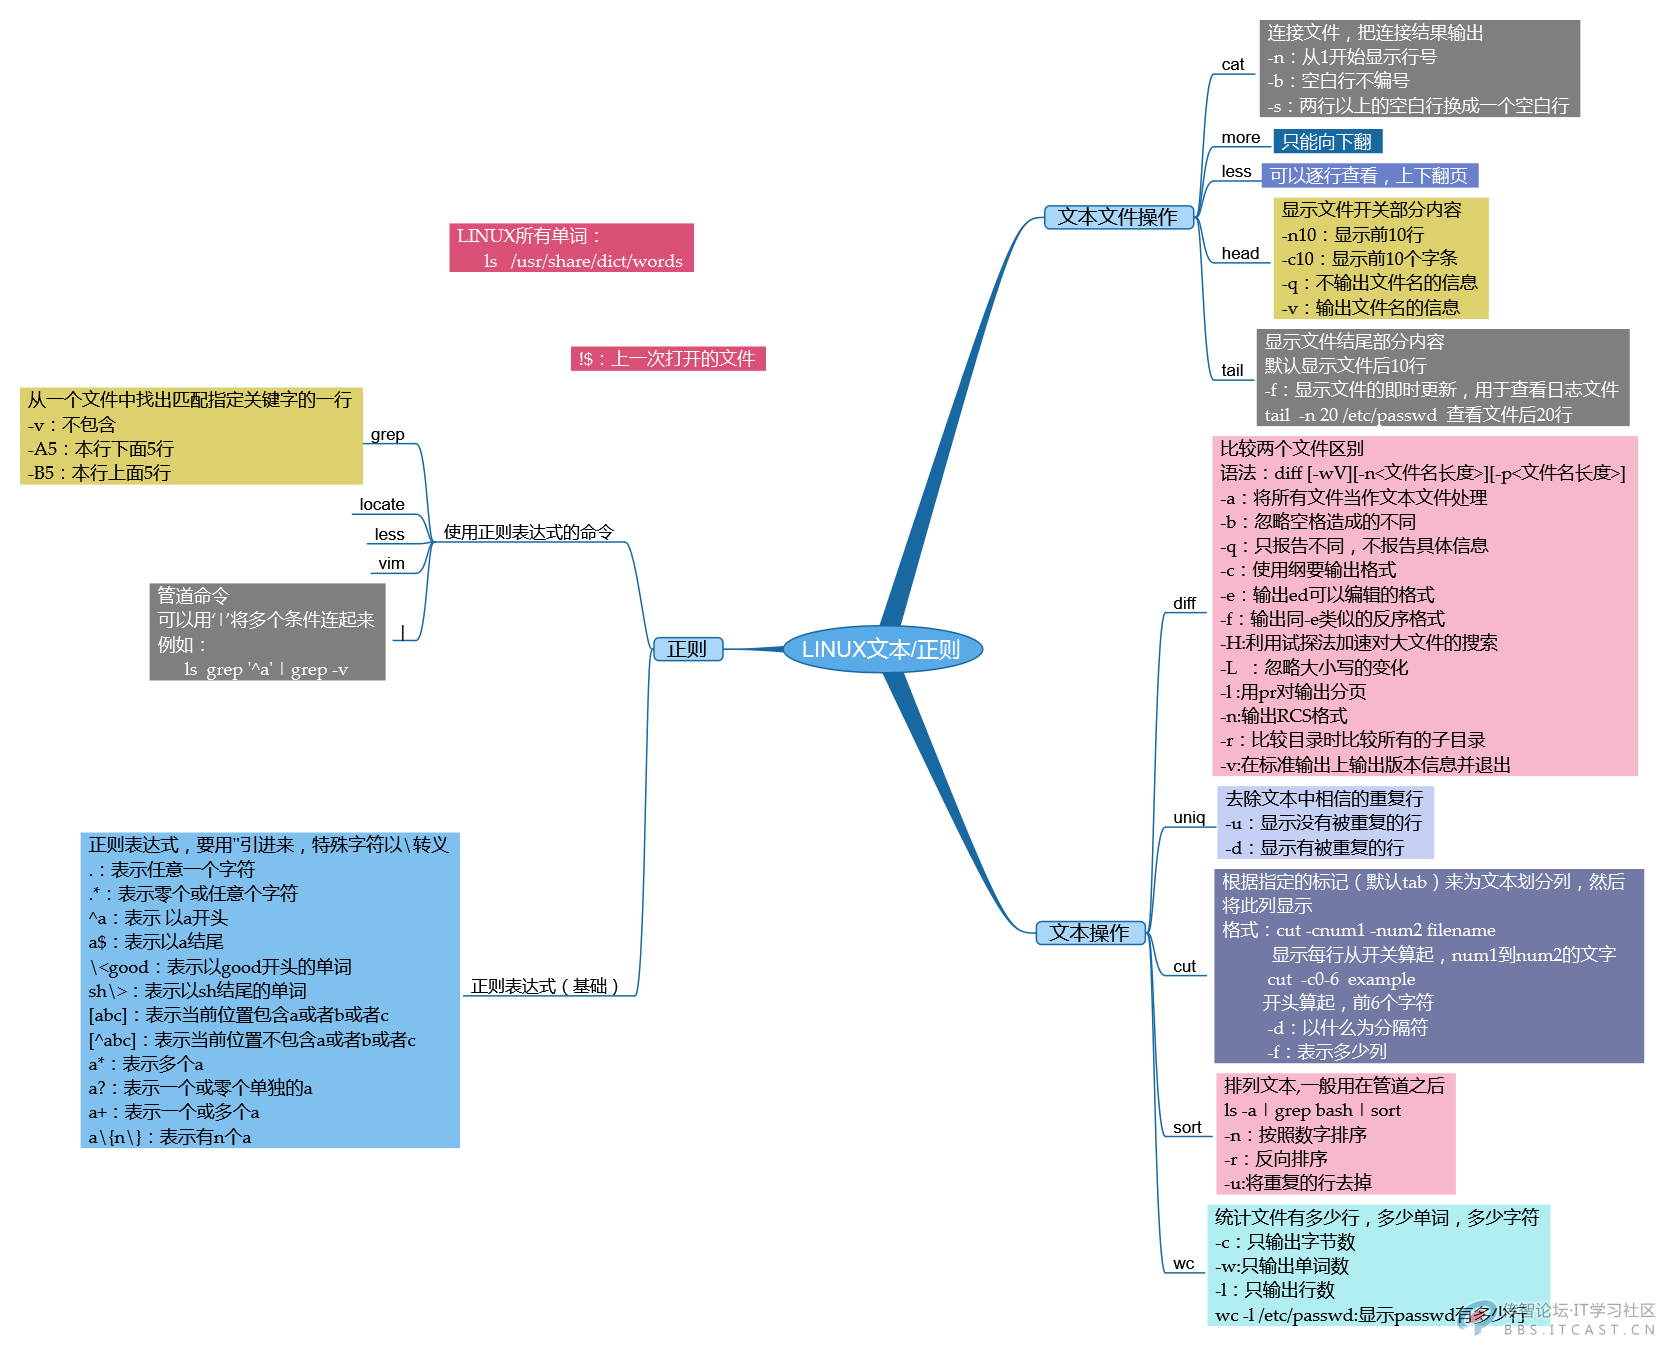 LINUX文本/正则
文本文件操作
cat
连接文件，把连接结果输出
-n：从1开始显示行号
-b：空白行不编号
-s：两行以上的空白行换成一个空白行
more
只能向下翻
less
可以逐行查看，上下翻页
head
显示文件开关部分内容
-n10：显示前10行
-c10：显示前10个字条
-q：不输出文件名的信息
-v：输出文件名的信息
tail
显示文件结尾部分内容
默认显示文件后10行
-f：显示文件的即时更新，用于查看日志文件
tail -n 20 /etc/passwd 查看文件后20行
文本操作
diff
比较两个文件区别
语法：diff [-wV][-n<文件名长度>][-p<文件名长度>]
-a：将所有文件当作文本文件处理
-b：忽略空格造成的不同
-q：只报告不同，不报告具体信息
-c：使用纲要输出格式
-e：输出ed可以编辑的格式
-f：输出同-e类似的反序格式
-H:利用试探法加速对大文件的搜索
-L ：忽略大小写的变化
-l :用pr对输出分页
-n:输出RCS格式
-r：比较目录时比较所有的子目录
-v:在标准输出上输出版本信息并退出
uniq
去除文本中相信的重复行
-u：显示没有被重复的行
-d：显示有被重复的行
cut
根据指定的标记（默认tab）来为文本划分列，然后
将此列显示
格式：cut -cnum1 -num2 filename
显示每行从开关算起，num1到num2的文字
cut -c0-6 example
开头算起，前6个字符
-d：以什么为分隔符
-f：表示多少列
sort
排列文本,一般用在管道之后
ls -a | grep bash | sort
-n：按照数字排序
-r：反向排序
-u:将重复的行去掉
wc
统计文件有多少行，多少单词，多少字符
-c：只输出字节数
-w:只输出单词数
-l：只输出行数
wc -l /etc/passwd:显示passwd有多少行
LINUX所有单词：
ls /usr/share/dict/words
!$：上一次打开的文件
正则
使用正则表达式的命令
grep
从一个文件中找出匹配指定关键字的一行
-v：不包含
-A5：本行下面5行
-B5：本行上面5行
locate
less
vim
|
管道命令
可以用‘|’将多个条件连起来
例如：
ls grep '^a' | grep -v
正则表达式（基础）
正则表达式，要用"引进来，特殊字符以\转义
.：表示任意一个字符
.*：表示零个或任意个字符
^a：表示 以a开头
a$：表示以a结尾
\<good：表示以good开头的单词
sh\>：表示以sh结尾的单词
[abc]：表示当前位置包含a或者b或者c
[^abc]：表示当前位置不包含a或者b或者c
a*：表示多个a
a?：表示一个或零个单独的a
a+：表示一个或多个a
a\{n\}：表示有n个a
传智论坛·IT学习社区
BBS.ITCAST.CN